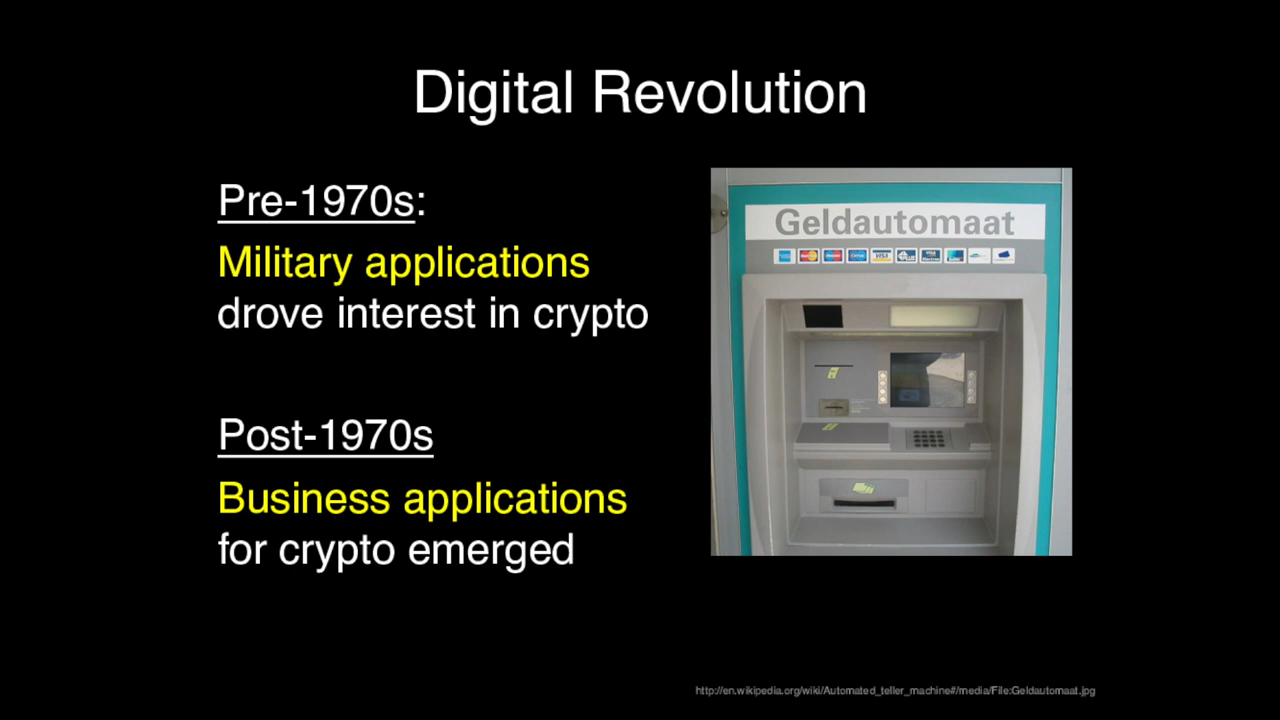 Digital Revolution
Pre-1970s:
Military applications
drove interest in crypto
Post-1970s
Business applications
for crypto emerged
Geldautomaat
VISA
http://en.wikipedia.org/wiki/Automated_teller_machine#/media/File:Geldautomaat.jpg